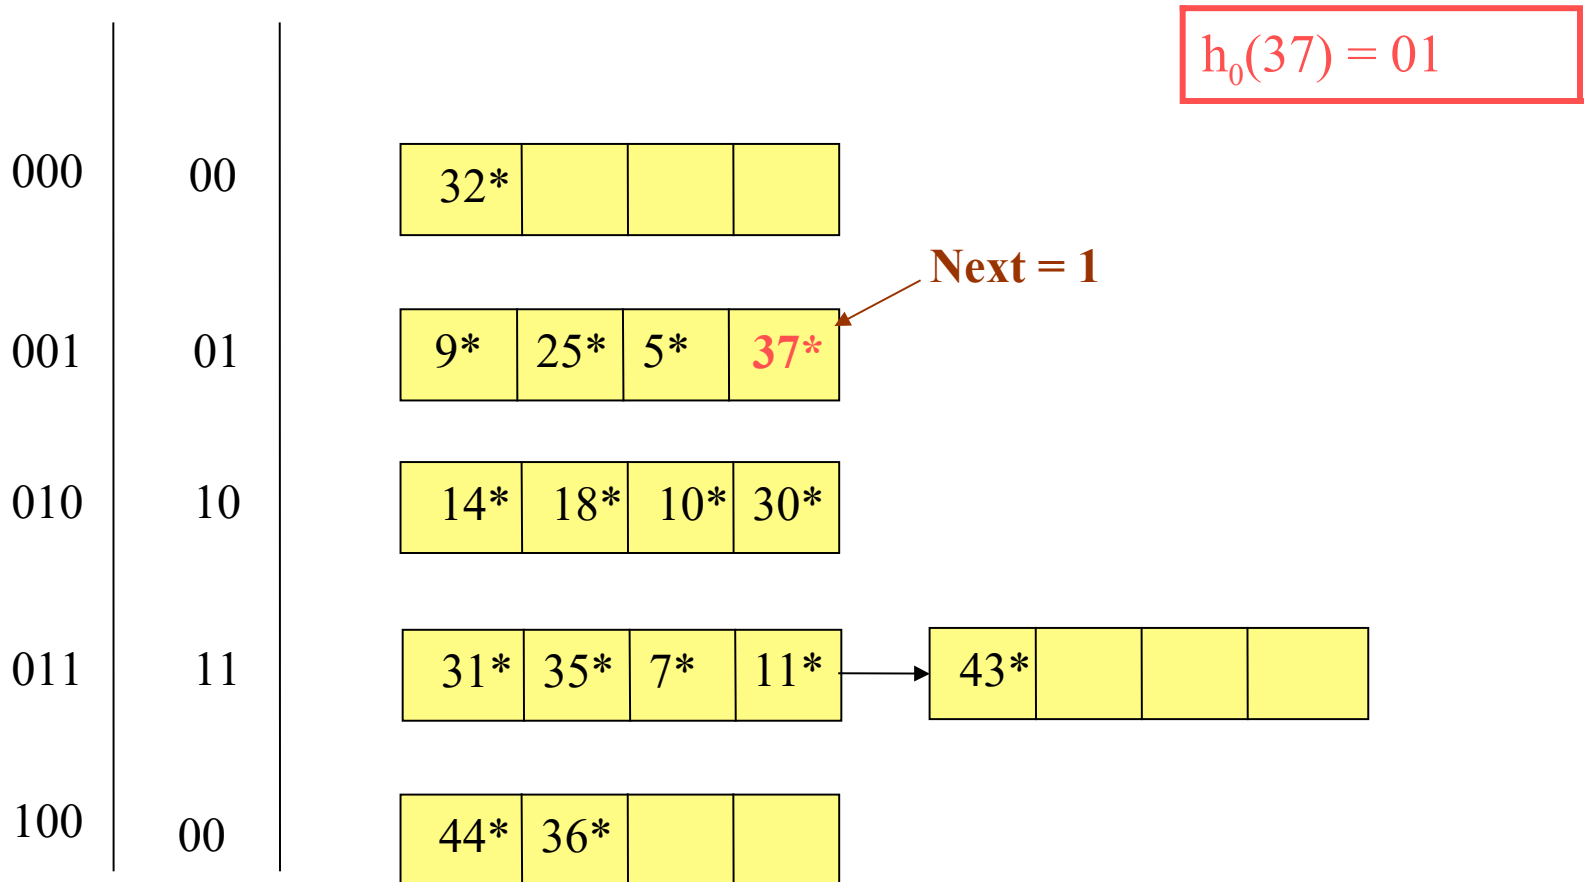 h₀(37) = 01
000 00 32*
Next = 1
001 01 9* 25* 5* 37*
010 10 14* 18* 10* 30*
011 11 31* 35* 7* 11* 43*
100 00 44* 36*